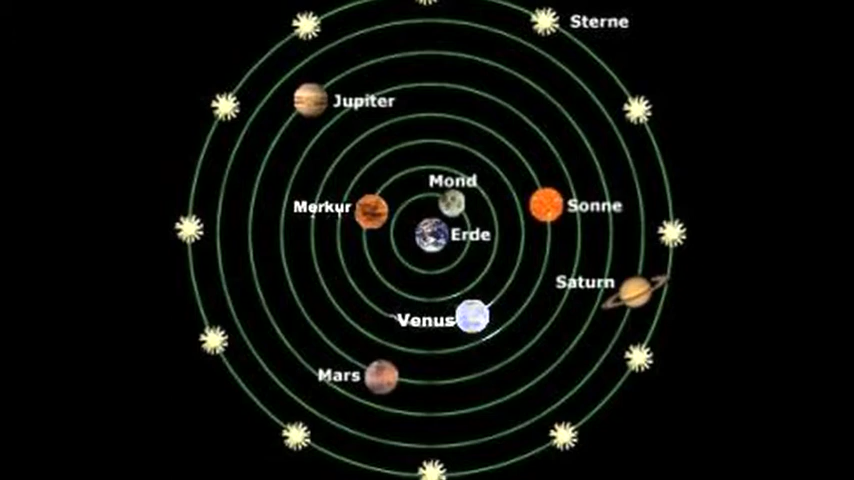 Sterne
Jupiter
Mond
Merkur
Sonne
Erde
Saturn
Venus
Mars